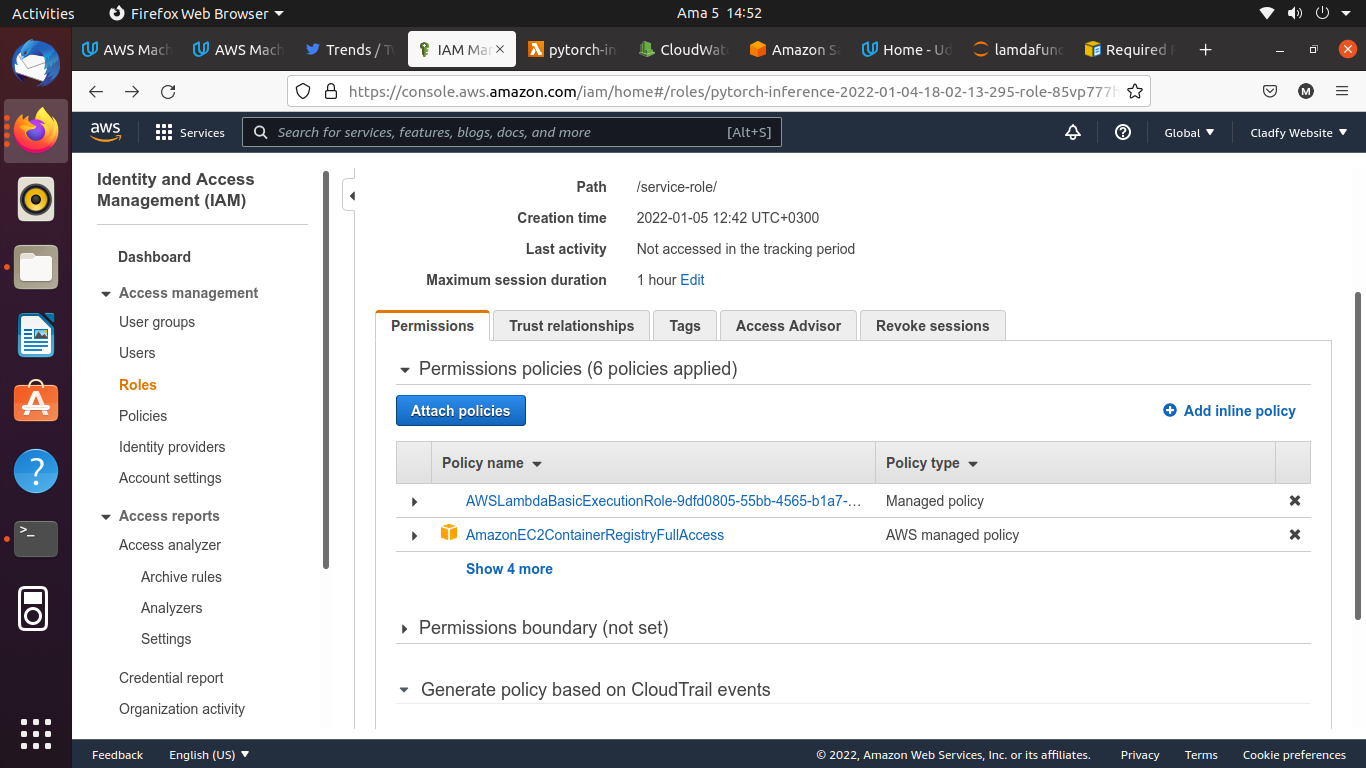 Activities Firefox Web Browser Ama 5 14:52
AWS Mach AWS Mach Trends / Tw IAM Ma pytorch-in CloudWat Amazon Sa Home - Ud lamdafunc Required
https://console.aws.amazon.com/iam/home#/roles/pytorch-inference-2022-01-04-18-02-13-295-role-85vp777h
aws Services Search for services, features, blogs, docs, and more [Alt+S] Global Cladfy Website
Identity and Access
Management (IAM)
Dashboard
Access management
User groups
Users
Roles
Policies
Identity providers
Account settings
Access reports
Access analyzer
Archive rules
Analyzers
Settings
Credential report
Organization activity
Path /service-role/
Creation time 2022-01-05 12:42 UTC+0300
Last activity Not accessed in the tracking period
Maximum session duration 1 hour Edit
Permissions Trust relationships Tags Access Advisor Revoke sessions
Permissions policies (6 policies applied)
Attach policies Add inline policy
Policy name Policy type
AWSLambdaBasicExecutionRole-9dfd0805-55bb-4565-b1a7-… Managed policy
AmazonEC2ContainerRegistryFullAccess AWS managed policy
Show 4 more
Permissions boundary (not set)
Generate policy based on CloudTrail events
Feedback English (US) © 2022, Amazon Web Services, Inc. or its affiliates. Privacy Terms Cookie preferences